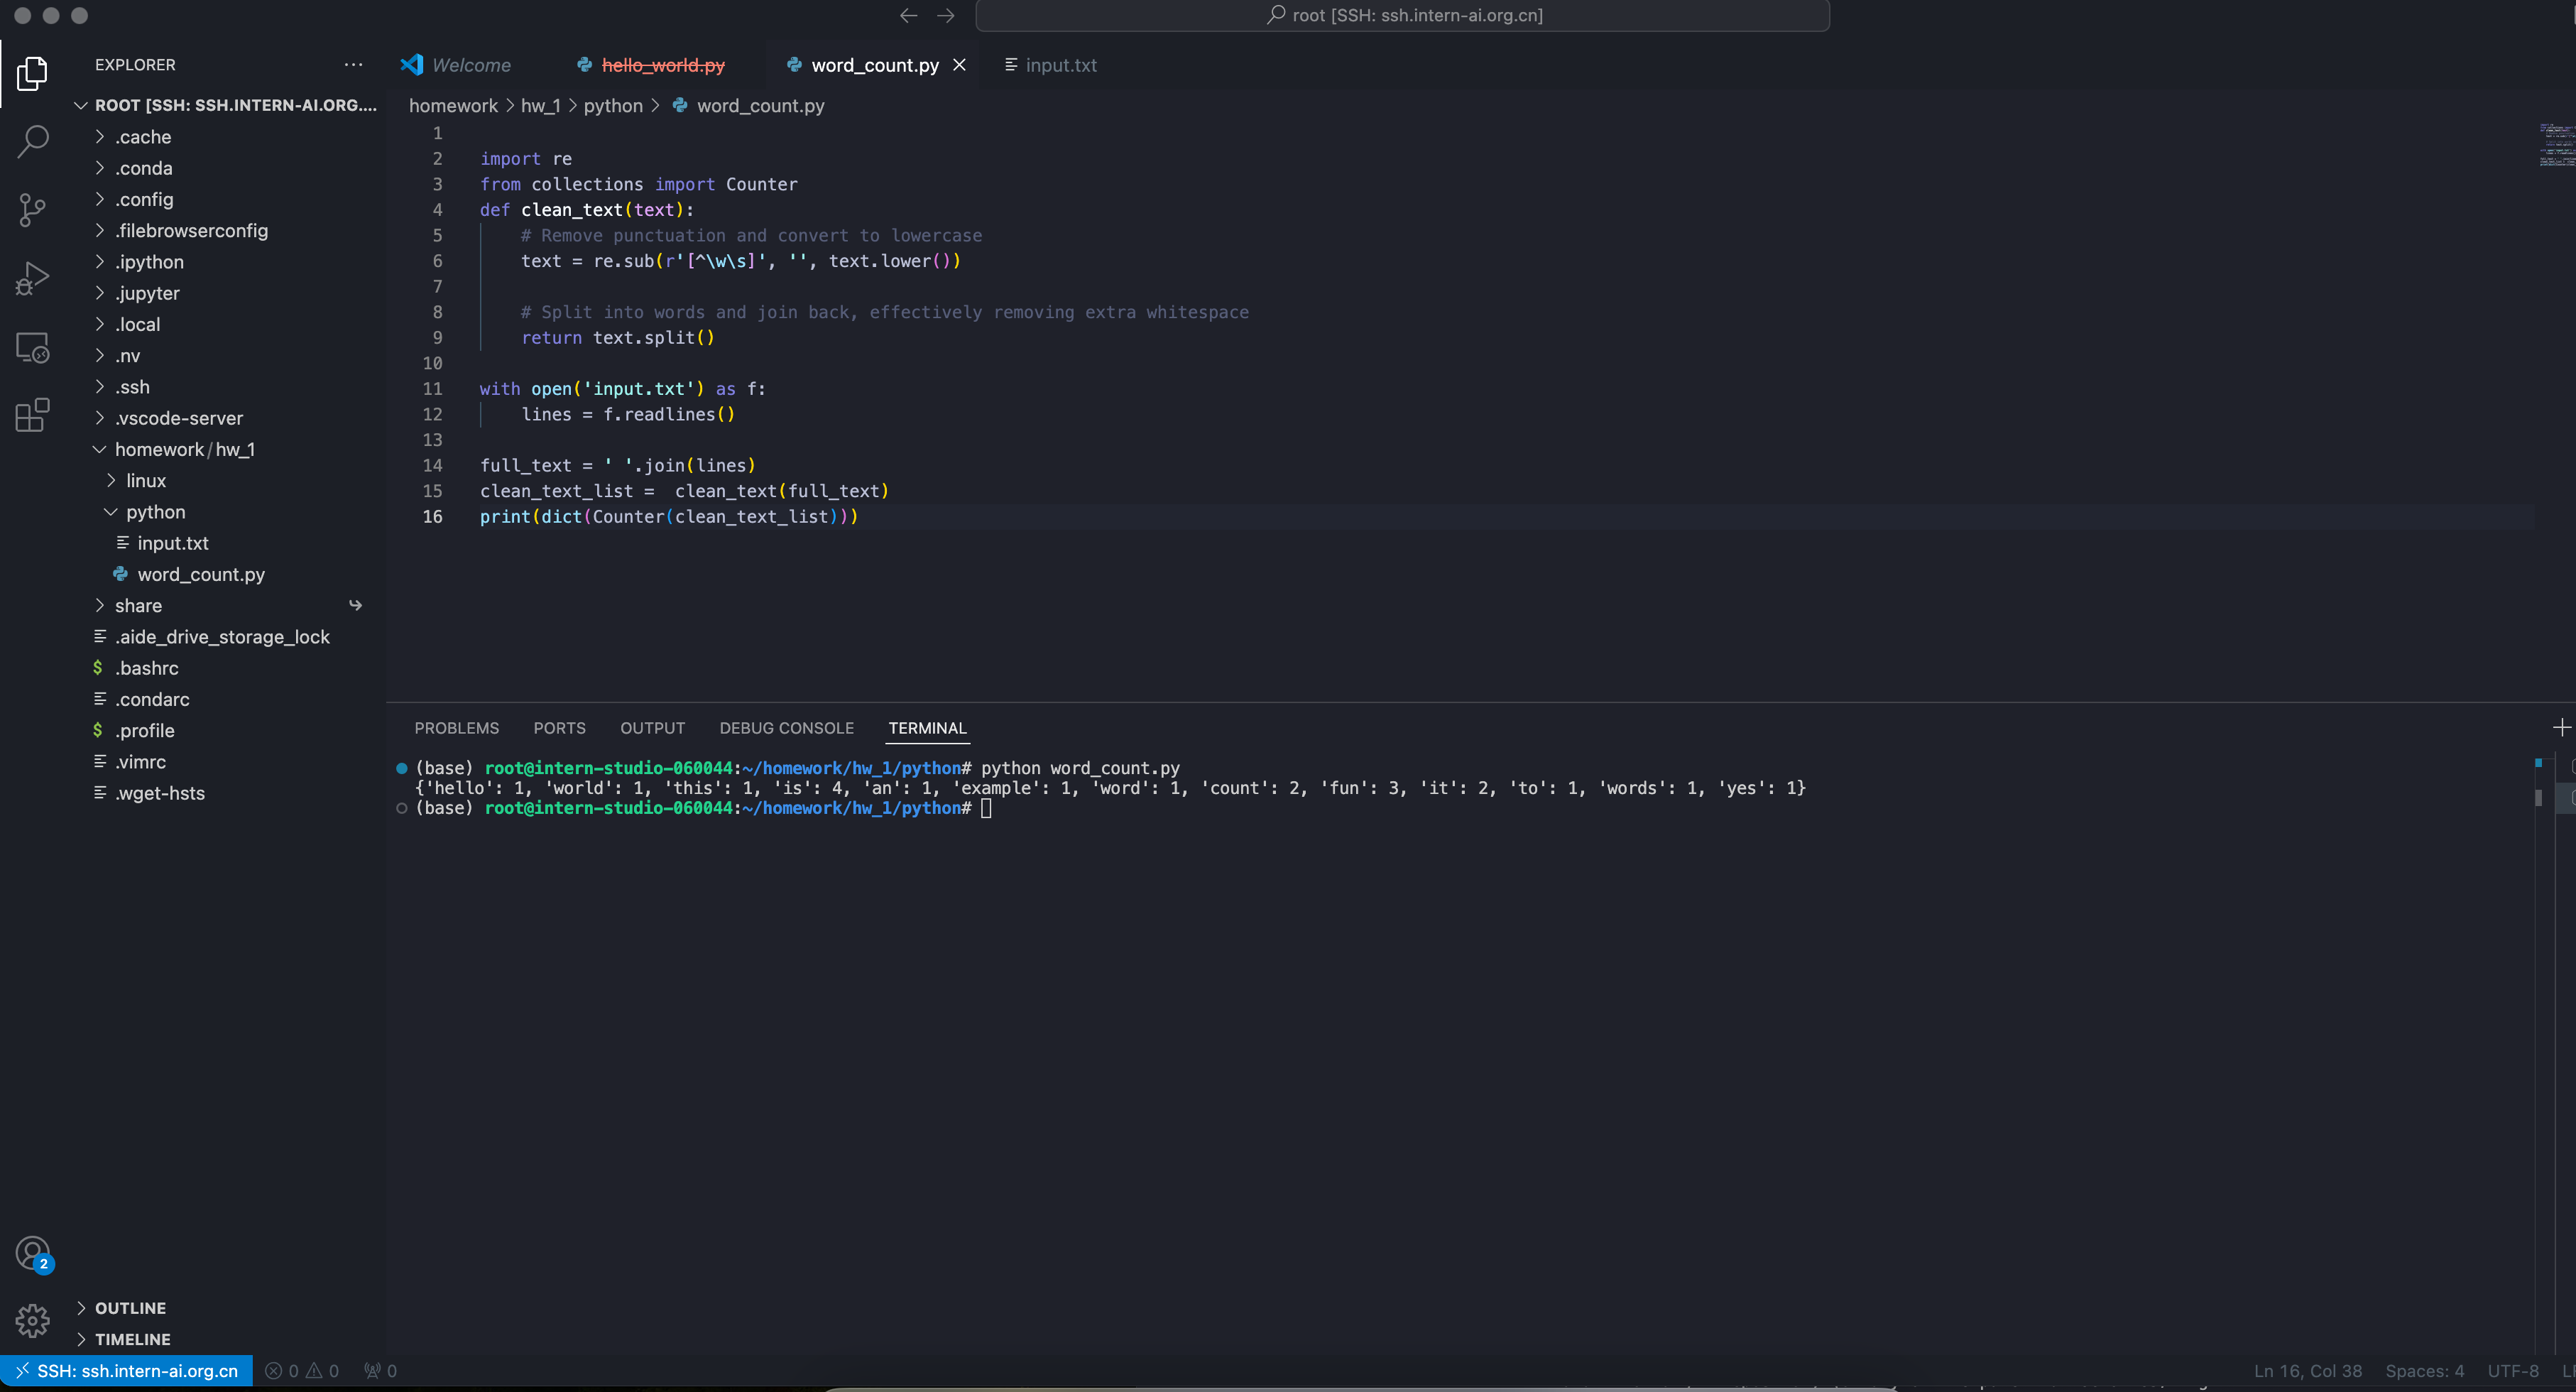 root [SSH: ssh.intern-ai.org.cn]
EXPLORER
ROOT [SSH: SSH.INTERN-AI.ORG....
.cache
.conda
.config
.filebrowserconfig
.ipython
.jupyter
.local
.nv
.ssh
.vscode-server
homework/hw_1
linux
python
input.txt
word_count.py
share
.aide_drive_storage_lock
.bashrc
.condarc
.profile
.vimrc
.wget-hsts
OUTLINE
TIMELINE
Welcome hello_world.py word_count.py input.txt
homework > hw_1 > python > word_count.py
1
2 import re
3 from collections import Counter
4 def clean_text(text):
5     # Remove punctuation and convert to lowercase
6     text = re.sub(r'[^\w\s]', '', text.lower())
7
8     # Split into words and join back, effectively removing extra whitespace
9     return text.split()
10
11 with open('input.txt') as f:
12     lines = f.readlines()
13
14 full_text = ' '.join(lines)
15 clean_text_list =  clean_text(full_text)
16 print(dict(Counter(clean_text_list)))
PROBLEMS PORTS OUTPUT DEBUG CONSOLE TERMINAL
(base) root@intern-studio-060044:~/homework/hw_1/python# python word_count.py
{'hello': 1, 'world': 1, 'this': 1, 'is': 4, 'an': 1, 'example': 1, 'word': 1, 'count': 2, 'fun': 3, 'it': 2, 'to': 1, 'words': 1, 'yes': 1}
(base) root@intern-studio-060044:~/homework/hw_1/python#
2
SSH: ssh.intern-ai.org.cn 0 0 0 Ln 16, Col 38 Spaces: 4 UTF-8